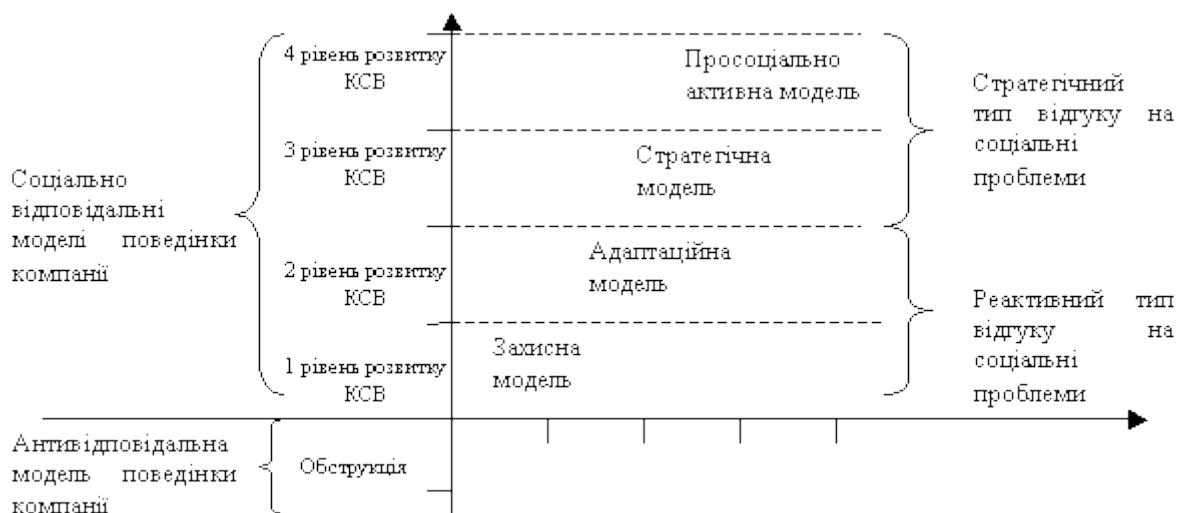 4 рівень розвитку
КСВ
Просоціально
активна модель
Стратегічний
тип відгуку на
соціальні
проблеми
3 рівень розвитку
КСВ
Стратегічна
модель
Соціально
відповідальні
моделі поведінки
компанії
2 рівень розвитку
КСВ
Адаптаційна
модель
Реактивний тип
відгуку на
соціальні
проблеми
1 рівень розвитку
КСВ
Захисна
модель
Антивідповідальна
модель поведінки
компанії
Обструкція